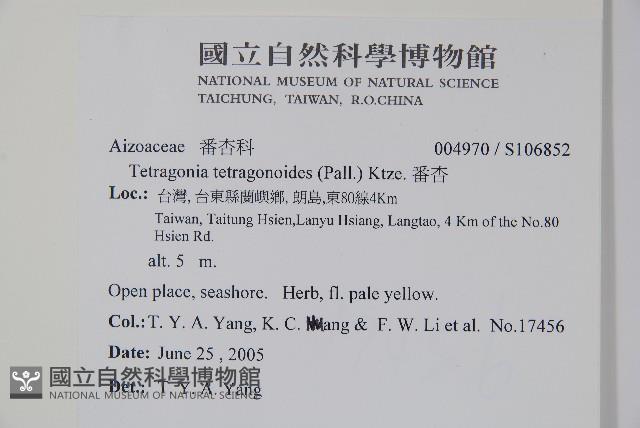 國立自然科學博物館
NATIONAL MUSEUM OF NATURAL SCIENCE
TAICHUNG, TAIWAN, R.O.CHINA
Aizoaceae 番杏科 004970 / S106852
Tetragonia tetragonoides (Pall.) Ktze. 番杏
Loc.: 台灣, 台東縣蘭嶼鄉, 朗島,東80線4Km
Taiwan, Taitung Hsien,Lanyu Hsiang, Langtao, 4 Km of the No.80
Hsien Rd.
alt. 5 m.
Open place, seashore. Herb, fl. pale yellow.
Col.: T. Y. A. Yang, K. C. & F. W. Li et al. No.17456
Date: June 25 , 2005
Det.: T. Y. A. Yang
國立自然科學博物館
NATIONAL MUSEUM OF NATURAL SCIENCE